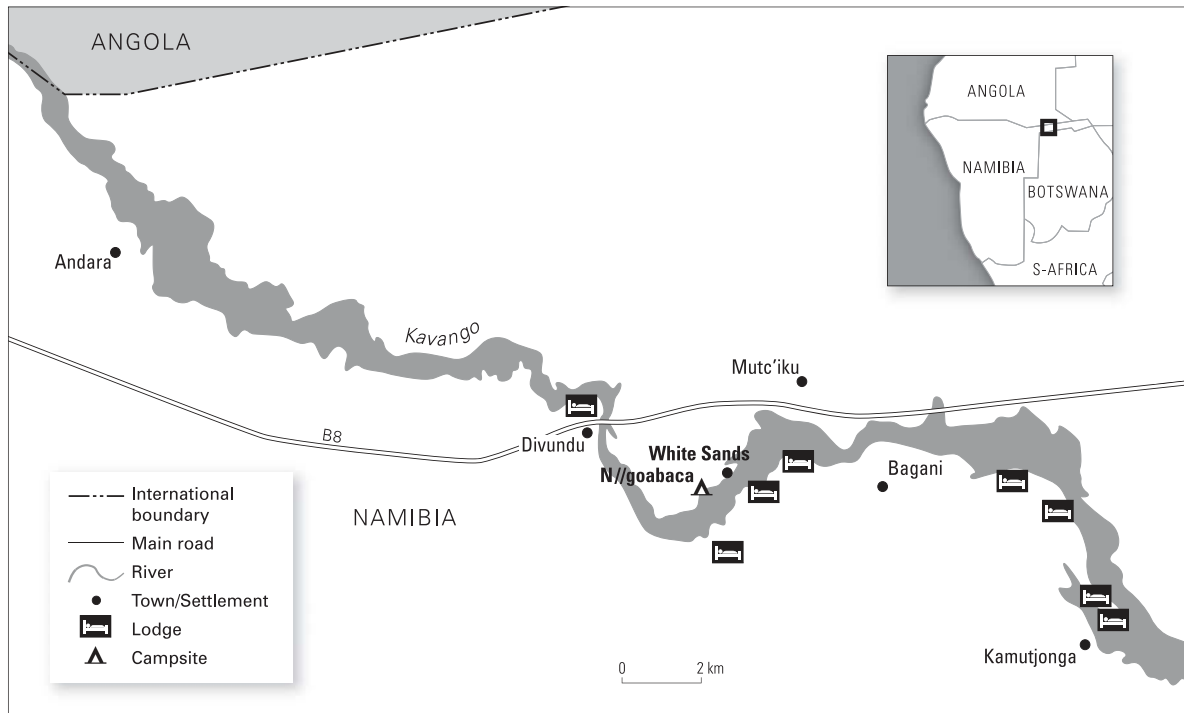 ANGOLA
ANGOLA
NAMIBIA
BOTSWANA
S-AFRICA
Andara
Kavango
Mutc'iku
B8
Divundu
White Sands
N//goabaca
Bagani
NAMIBIA
International
boundary
Main road
River
Town/Settlement
Lodge
Campsite
0 2 km
Kamutjonga